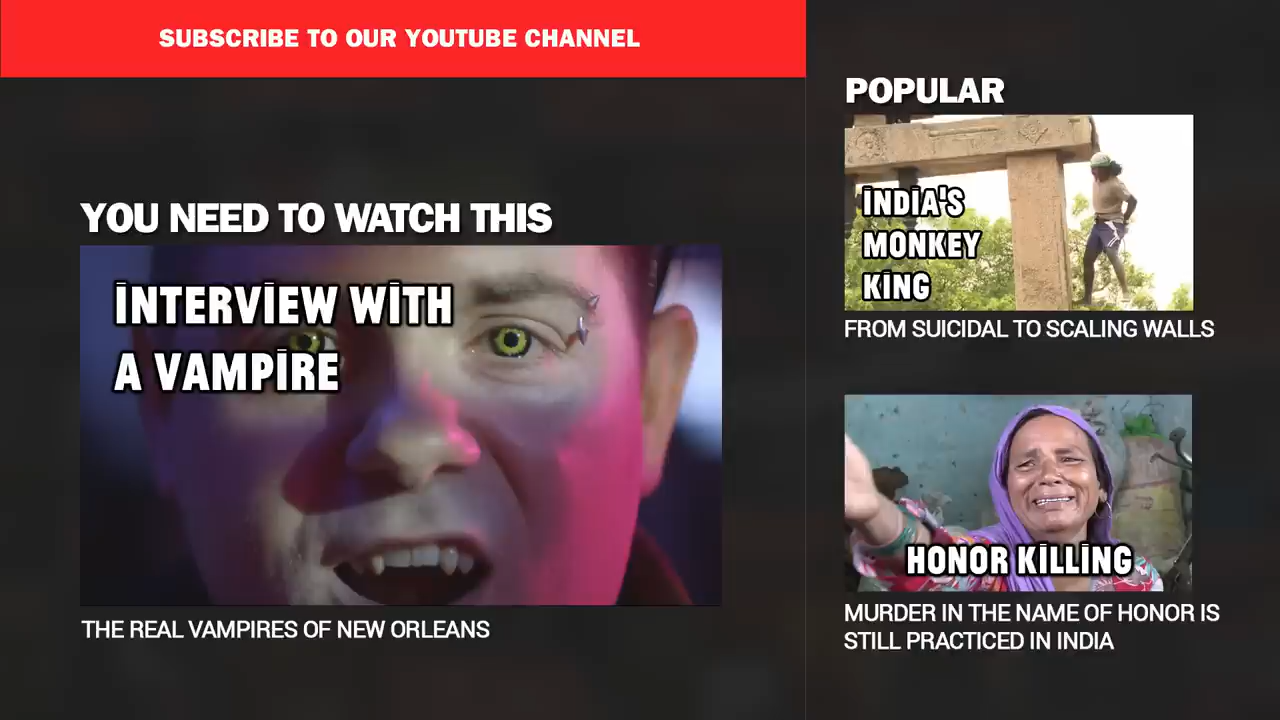 SUBSCRIBE TO OUR YOUTUBE CHANNEL
YOU NEED TO WATCH THIS
INTERVIEW WITH
A VAMPIRE
THE REAL VAMPIRES OF NEW ORLEANS
POPULAR
INDIA'S
MONKEY
KING
FROM SUICIDAL TO SCALING WALLS
HONOR KILLING
MURDER IN THE NAME OF HONOR IS
STILL PRACTICED IN INDIA